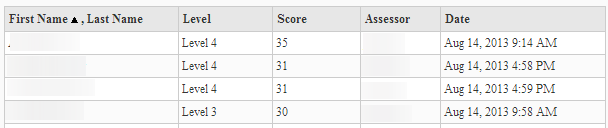 First Name ▲, Last Name Level Score Assessor Date
Level 4 35 Aug 14, 2013 9:14 AM
Level 4 31 Aug 14, 2013 4:58 PM
Level 4 31 Aug 14, 2013 4:59 PM
Level 3 30 Aug 14, 2013 9:58 AM